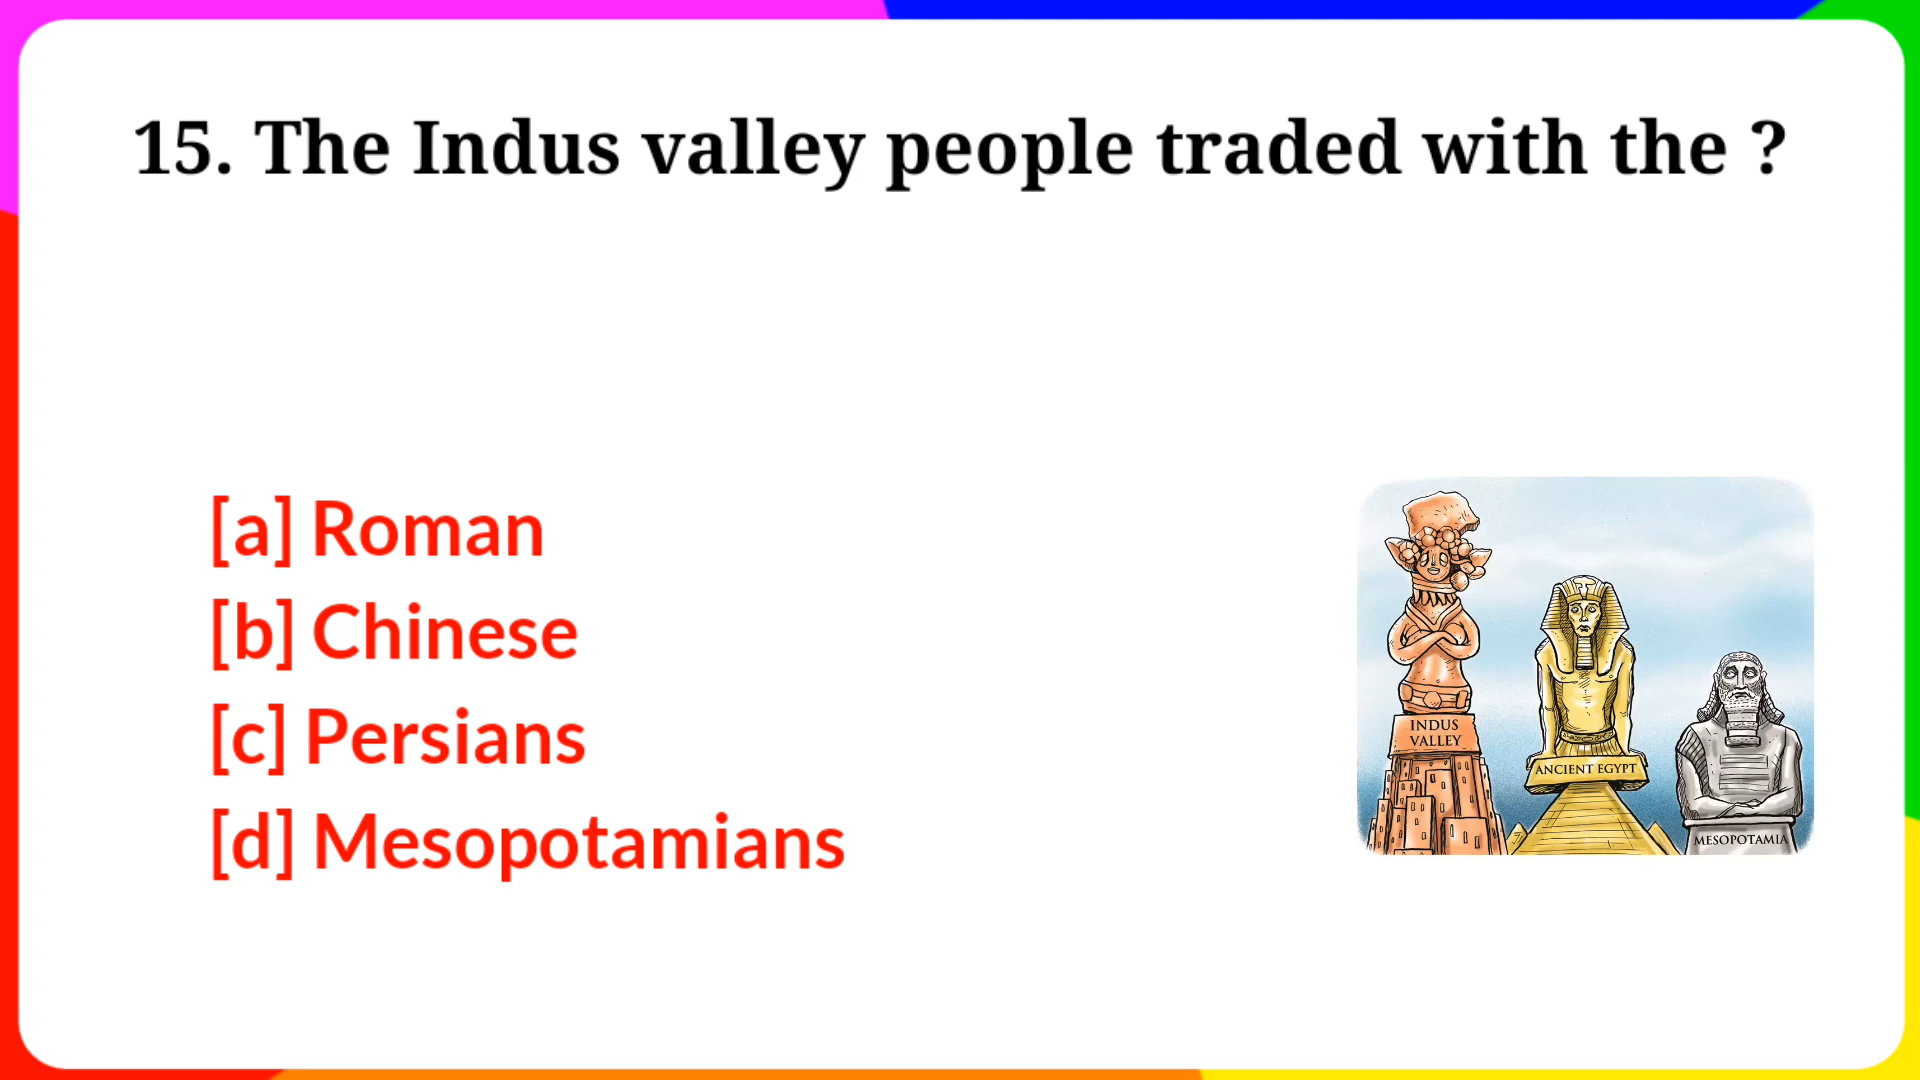 15. The Indus valley people traded with the ?
[a] Roman
[b] Chinese
[c] Persians
[d] Mesopotamians
INDUS
VALLEY
ANCIENT EGYPT
MESOPOTAMIA